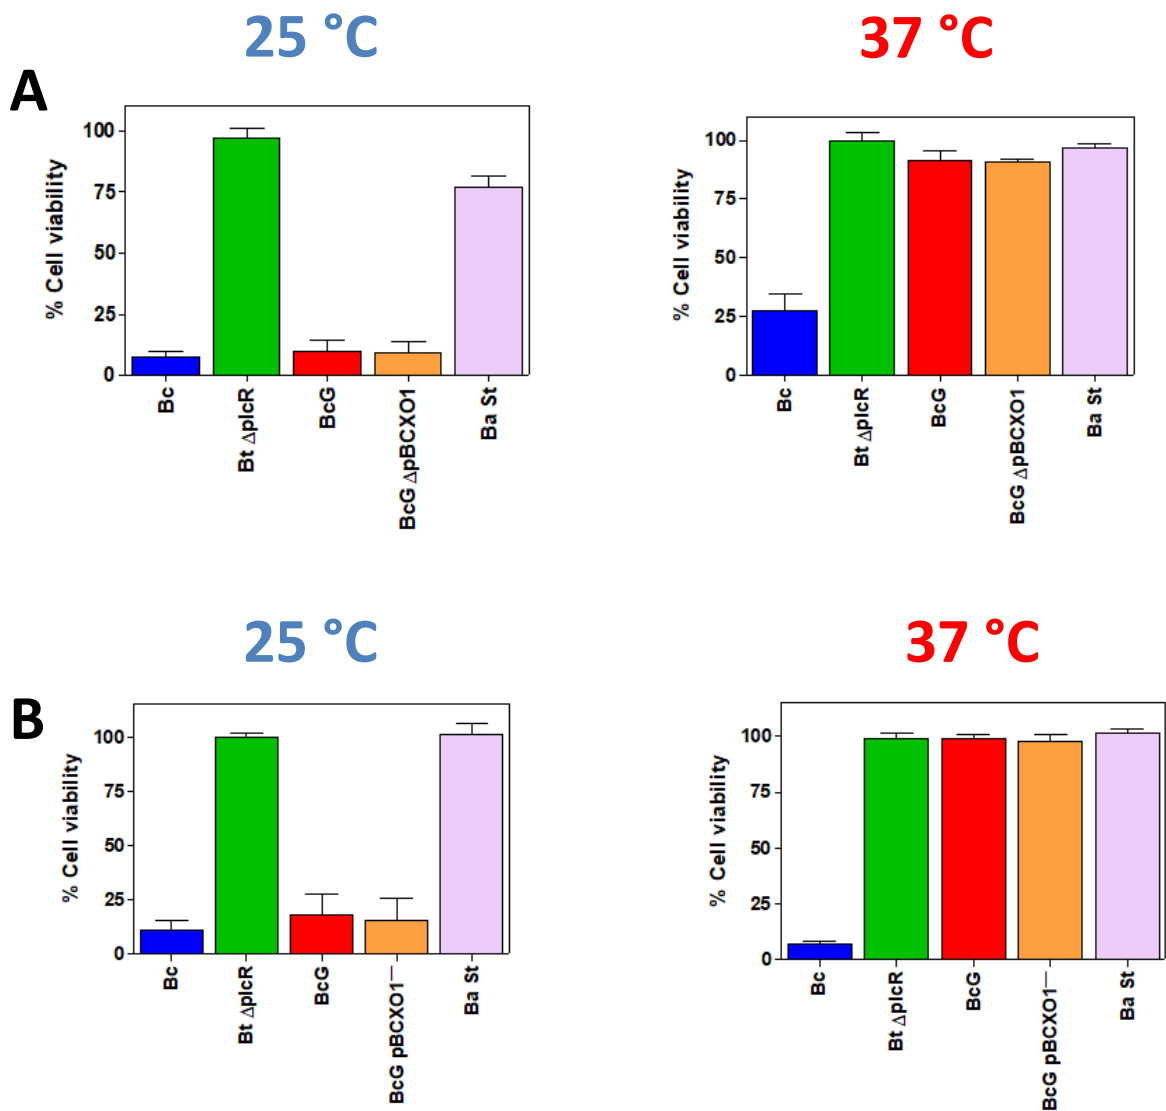 25 °C
37 °C
A
% Cell viability
100
75
50
25
0
Bc
Bt ΔplcR
BcG
BcG ΔpBCXO1
Ba St
% Cell viability
100
75
50
25
0
Bc
Bt ΔplcR
BcG
BcG ΔpBCXO1
Ba St
25 °C
37 °C
B
% Cell viability
100
75
50
25
0
Bc
Bt ΔplcR
BcG
BcG pBCXO1—
Ba St
% Cell viability
100
75
50
25
0
Bc
Bt ΔplcR
BcG
BcG pBCXO1—
Ba St